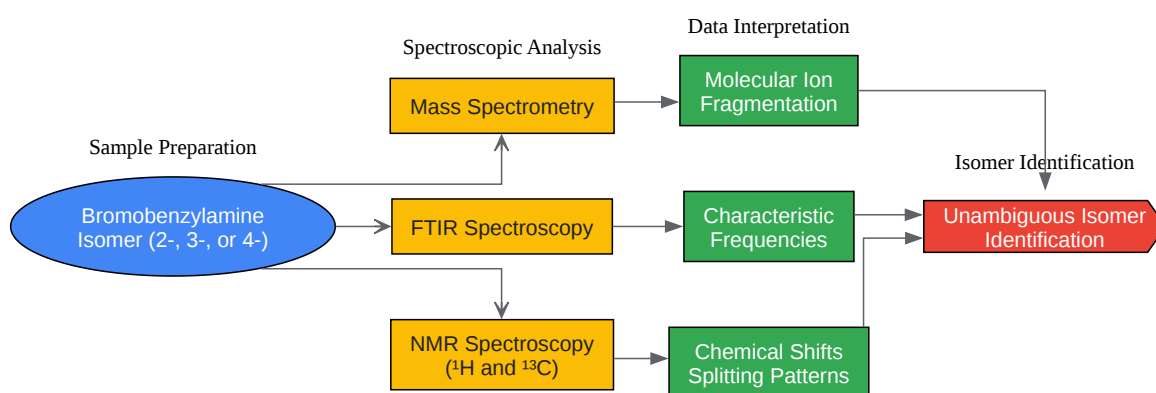 Sample Preparation
Bromobenzylamine
Isomer (2-, 3-, or 4-)
Spectroscopic Analysis
Mass Spectrometry
FTIR Spectroscopy
NMR Spectroscopy
(¹H and ¹³C)
Data Interpretation
Molecular Ion
Fragmentation
Characteristic
Frequencies
Chemical Shifts
Splitting Patterns
Isomer Identification
Unambiguous Isomer
Identification